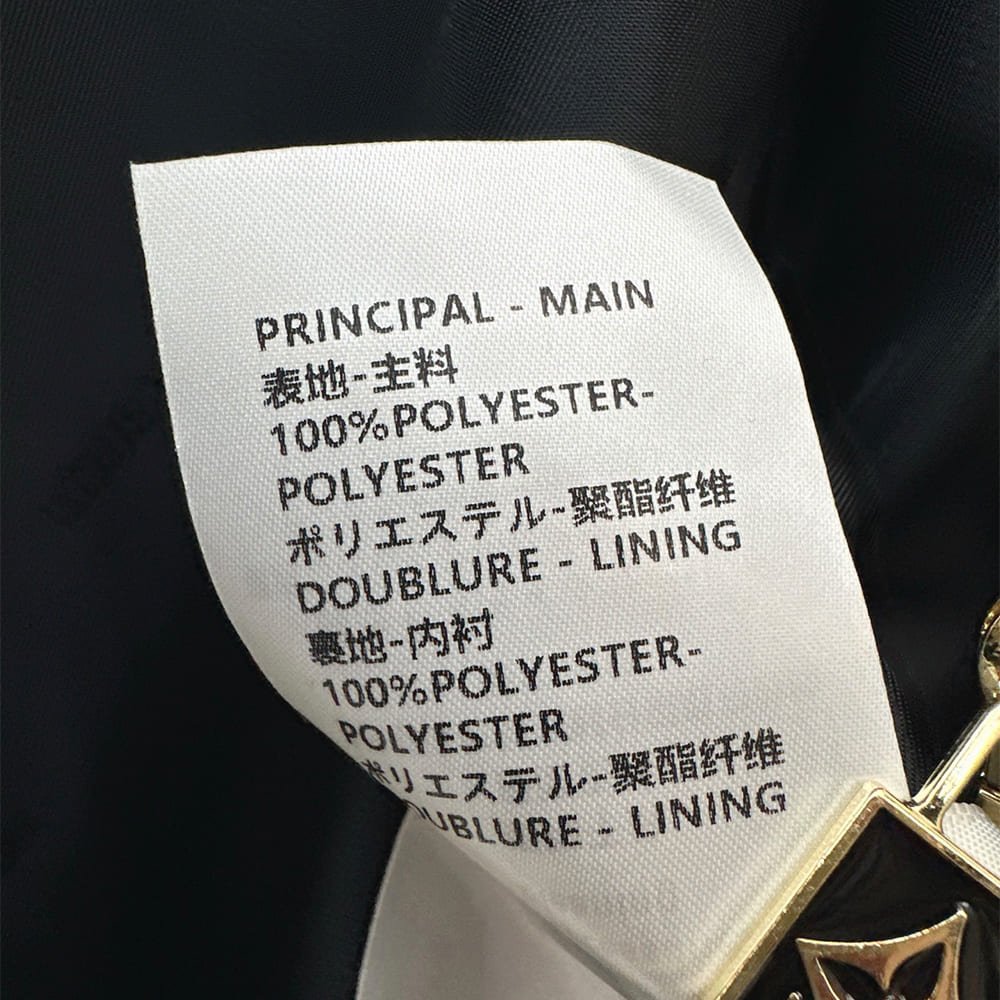 PRINCIPAL - MAIN
表地-主料
100%POLYESTER-
POLYESTER
ポリエステル-聚酯纤维
DOUBLURE - LINING
裏地-内衬
100%POLYESTER-
POLYESTER
ポリエステル-聚酯纤维
DOUBLURE - LINING